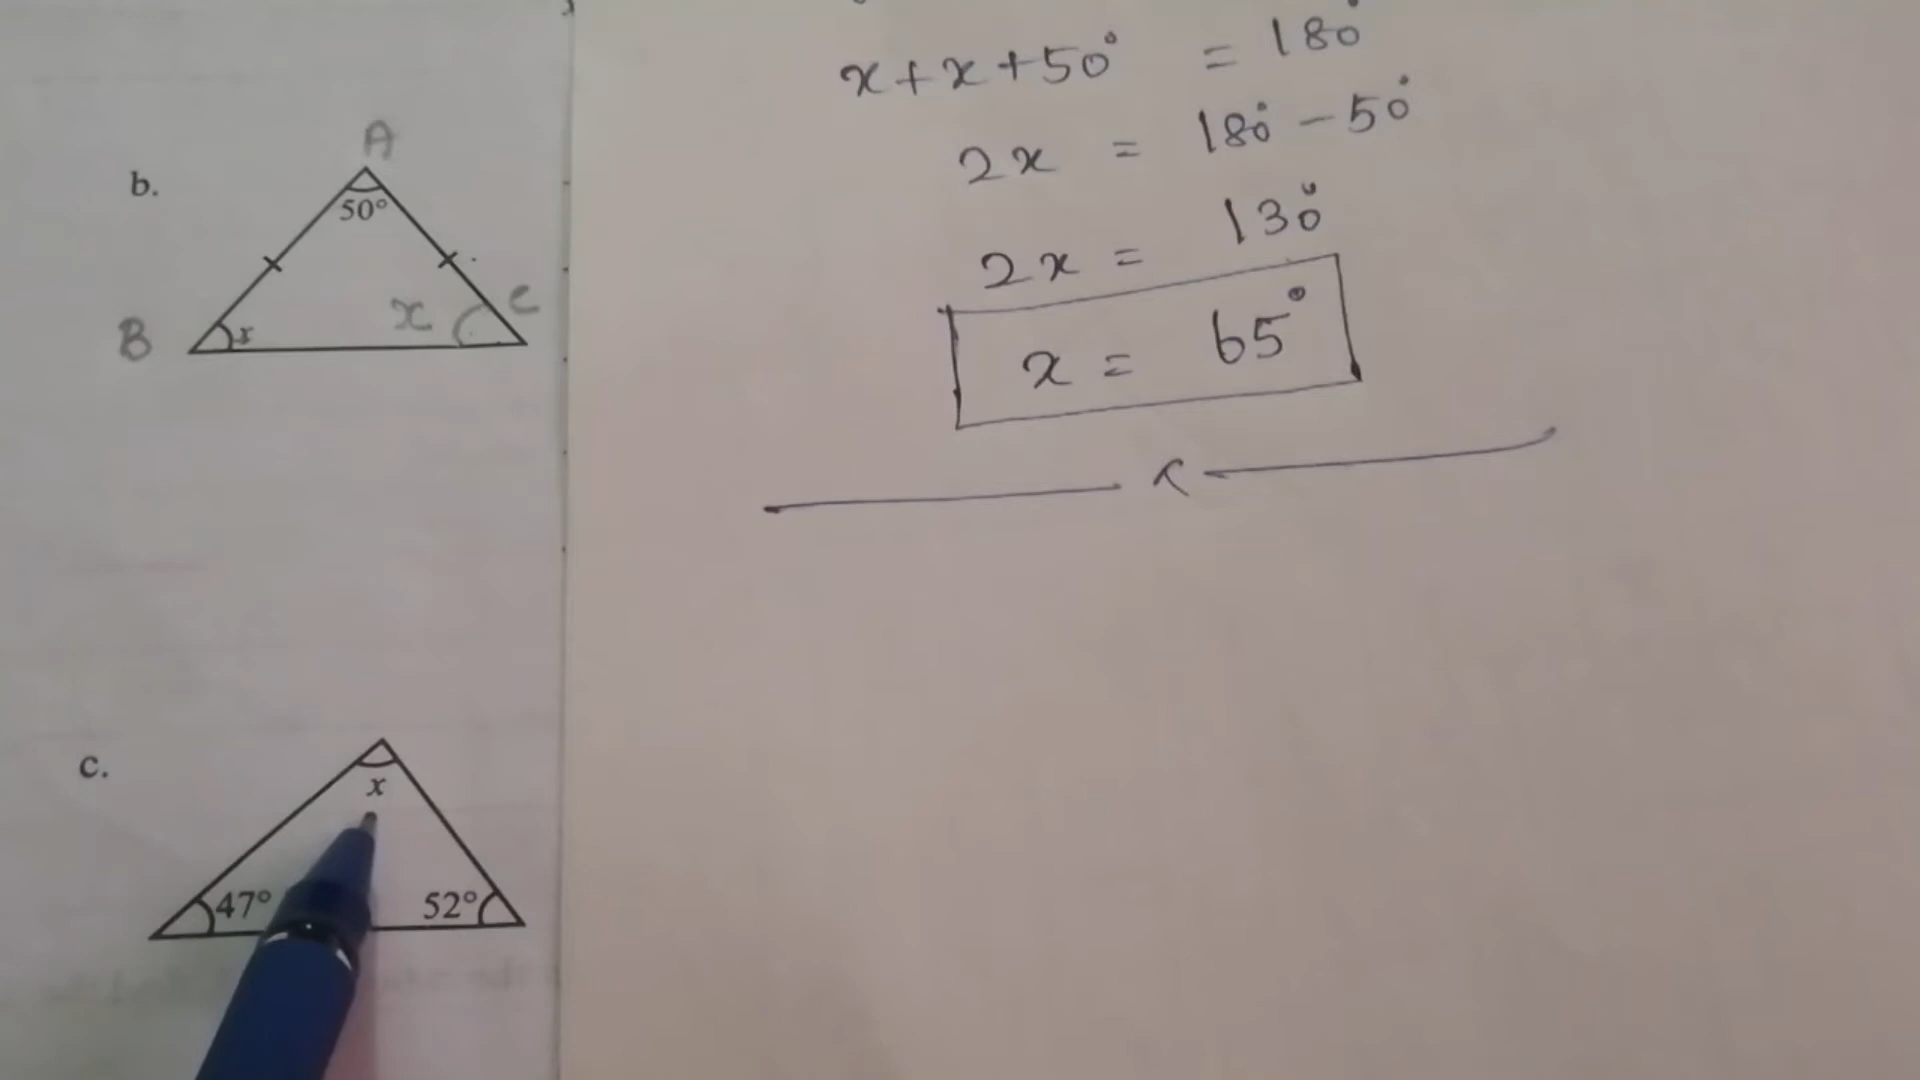 x + x + 50° = 180°
2x = 180° - 50°
2x = 130°
x = 65°
b.
A
50°
B
x
x
C
c.
x
47°
52°